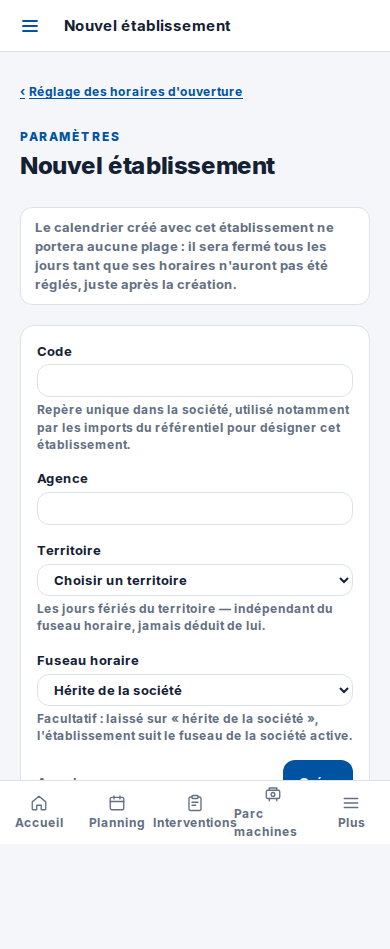 Nouvel établissement
‹ Réglage des horaires d'ouverture
PARAMÈTRES
Nouvel établissement
Le calendrier créé avec cet établissement ne
portera aucune plage : il sera fermé tous les
jours tant que ses horaires n'auront pas été
réglés, juste après la création.
Code
Repère unique dans la société, utilisé notamment
par les imports du référentiel pour désigner cet
établissement.
Agence
Territoire
Choisir un territoire
Les jours fériés du territoire — indépendant du
fuseau horaire, jamais déduit de lui.
Fuseau horaire
Hérite de la société
Facultatif : laissé sur « hérite de la société »,
l'établissement suit le fuseau de la société active.
Accueil
Planning
Interventions
Parc
machines
Plus